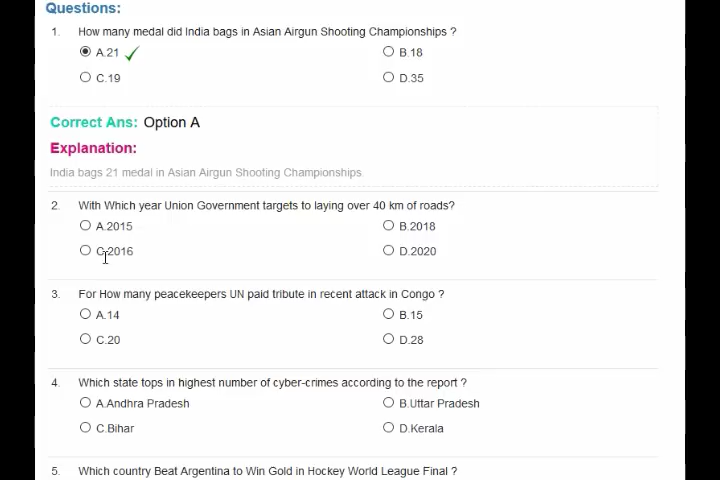 Questions:
1. How many medal did India bags in Asian Airgun Shooting Championships ?
A.21 B.18
C.19 D.35
Correct Ans: Option A
Explanation:
India bags 21 medal in Asian Airgun Shooting Championships
2. With Which year Union Government targets to laying over 40 km of roads?
A.2015 B.2018
C.2016 D.2020
3. For How many peacekeepers UN paid tribute in recent attack in Congo ?
A.14 B.15
C.20 D.28
4. Which state tops in highest number of cyber-crimes according to the report ?
A.Andhra Pradesh B.Uttar Pradesh
C.Bihar D.Kerala
5. Which country Beat Argentina to Win Gold in Hockey World League Final ?